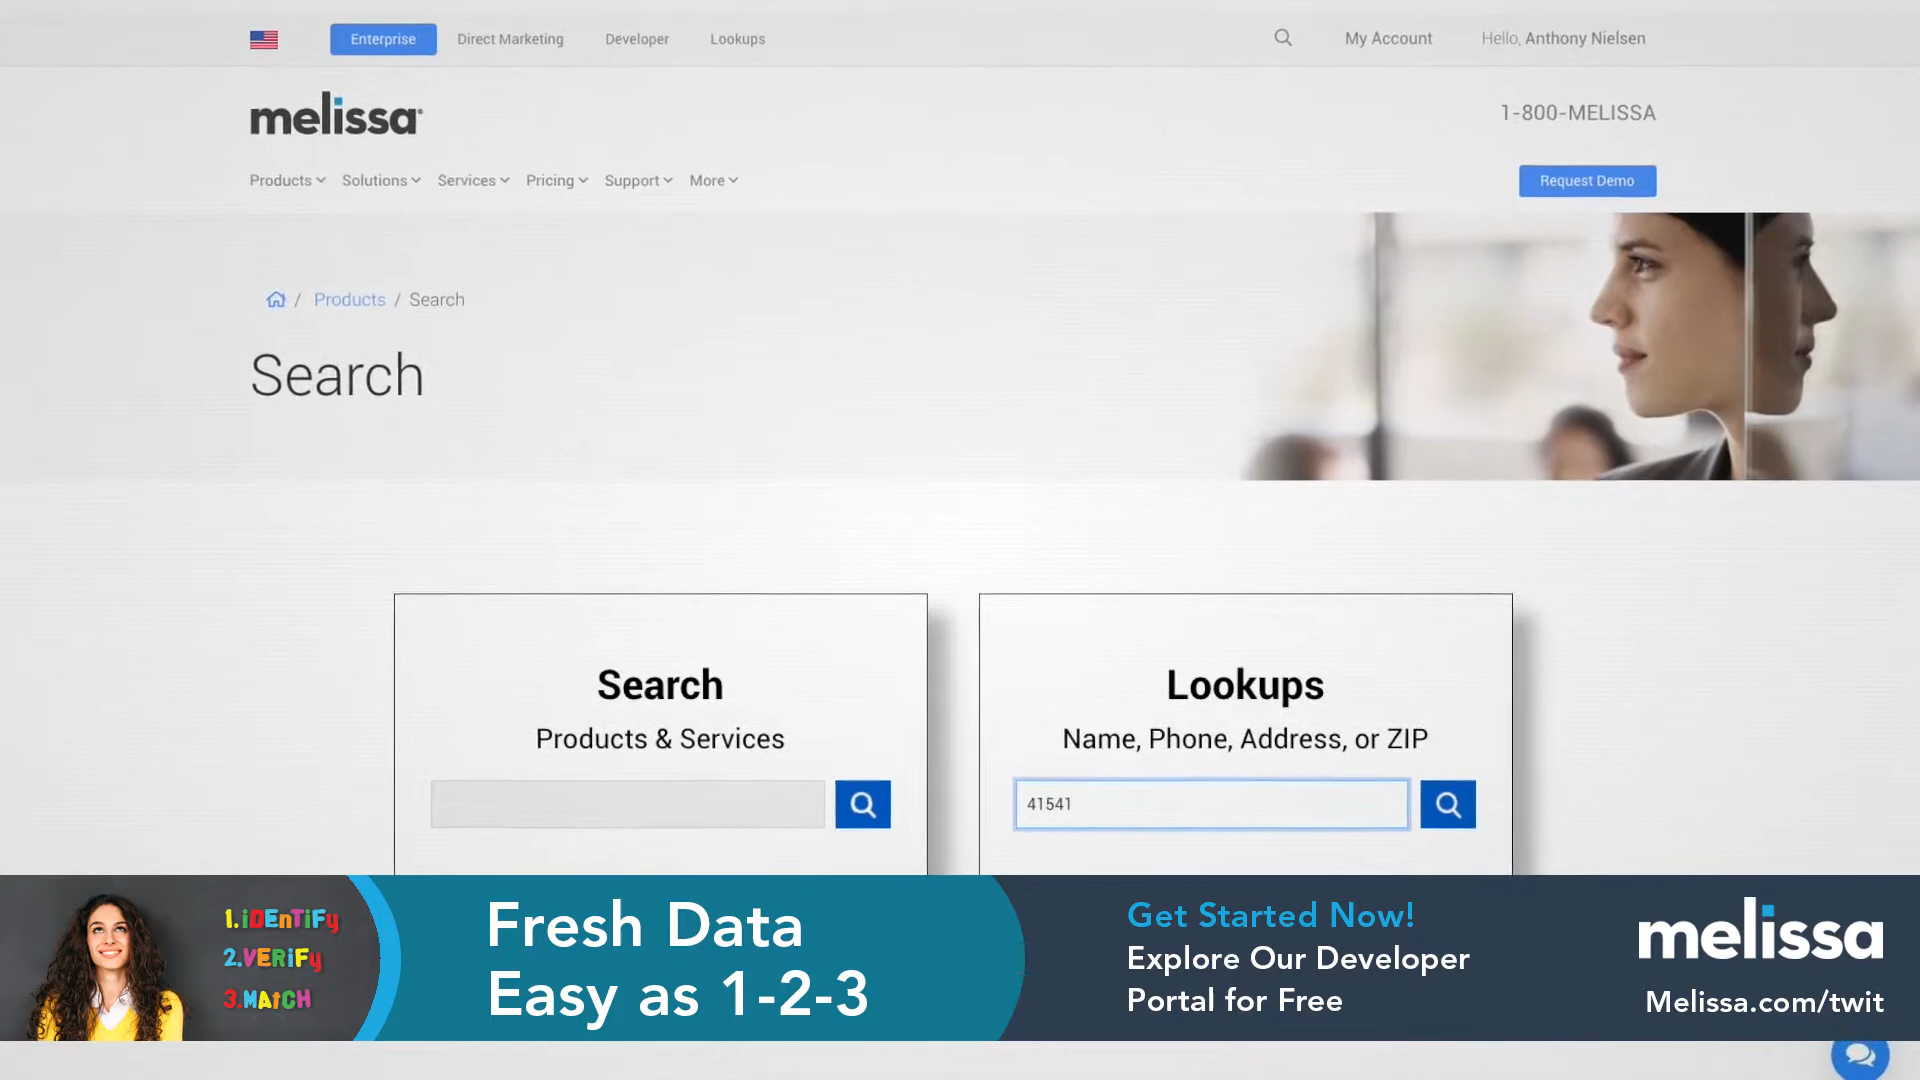 Enterprise Direct Marketing Developer Lookups My Account Hello, Anthony Nielsen
melissa
1-800-MELISSA
Products Solutions Services Pricing Support More Request Demo
/ Products / Search
Search
Search
Products & Services
Lookups
Name, Phone, Address, or ZIP
41541
1.iDEnTiFy
2.VERiFy
3.MAtCH
Fresh Data
Easy as 1-2-3
Get Started Now!
Explore Our Developer
Portal for Free
melissa
Melissa.com/twit